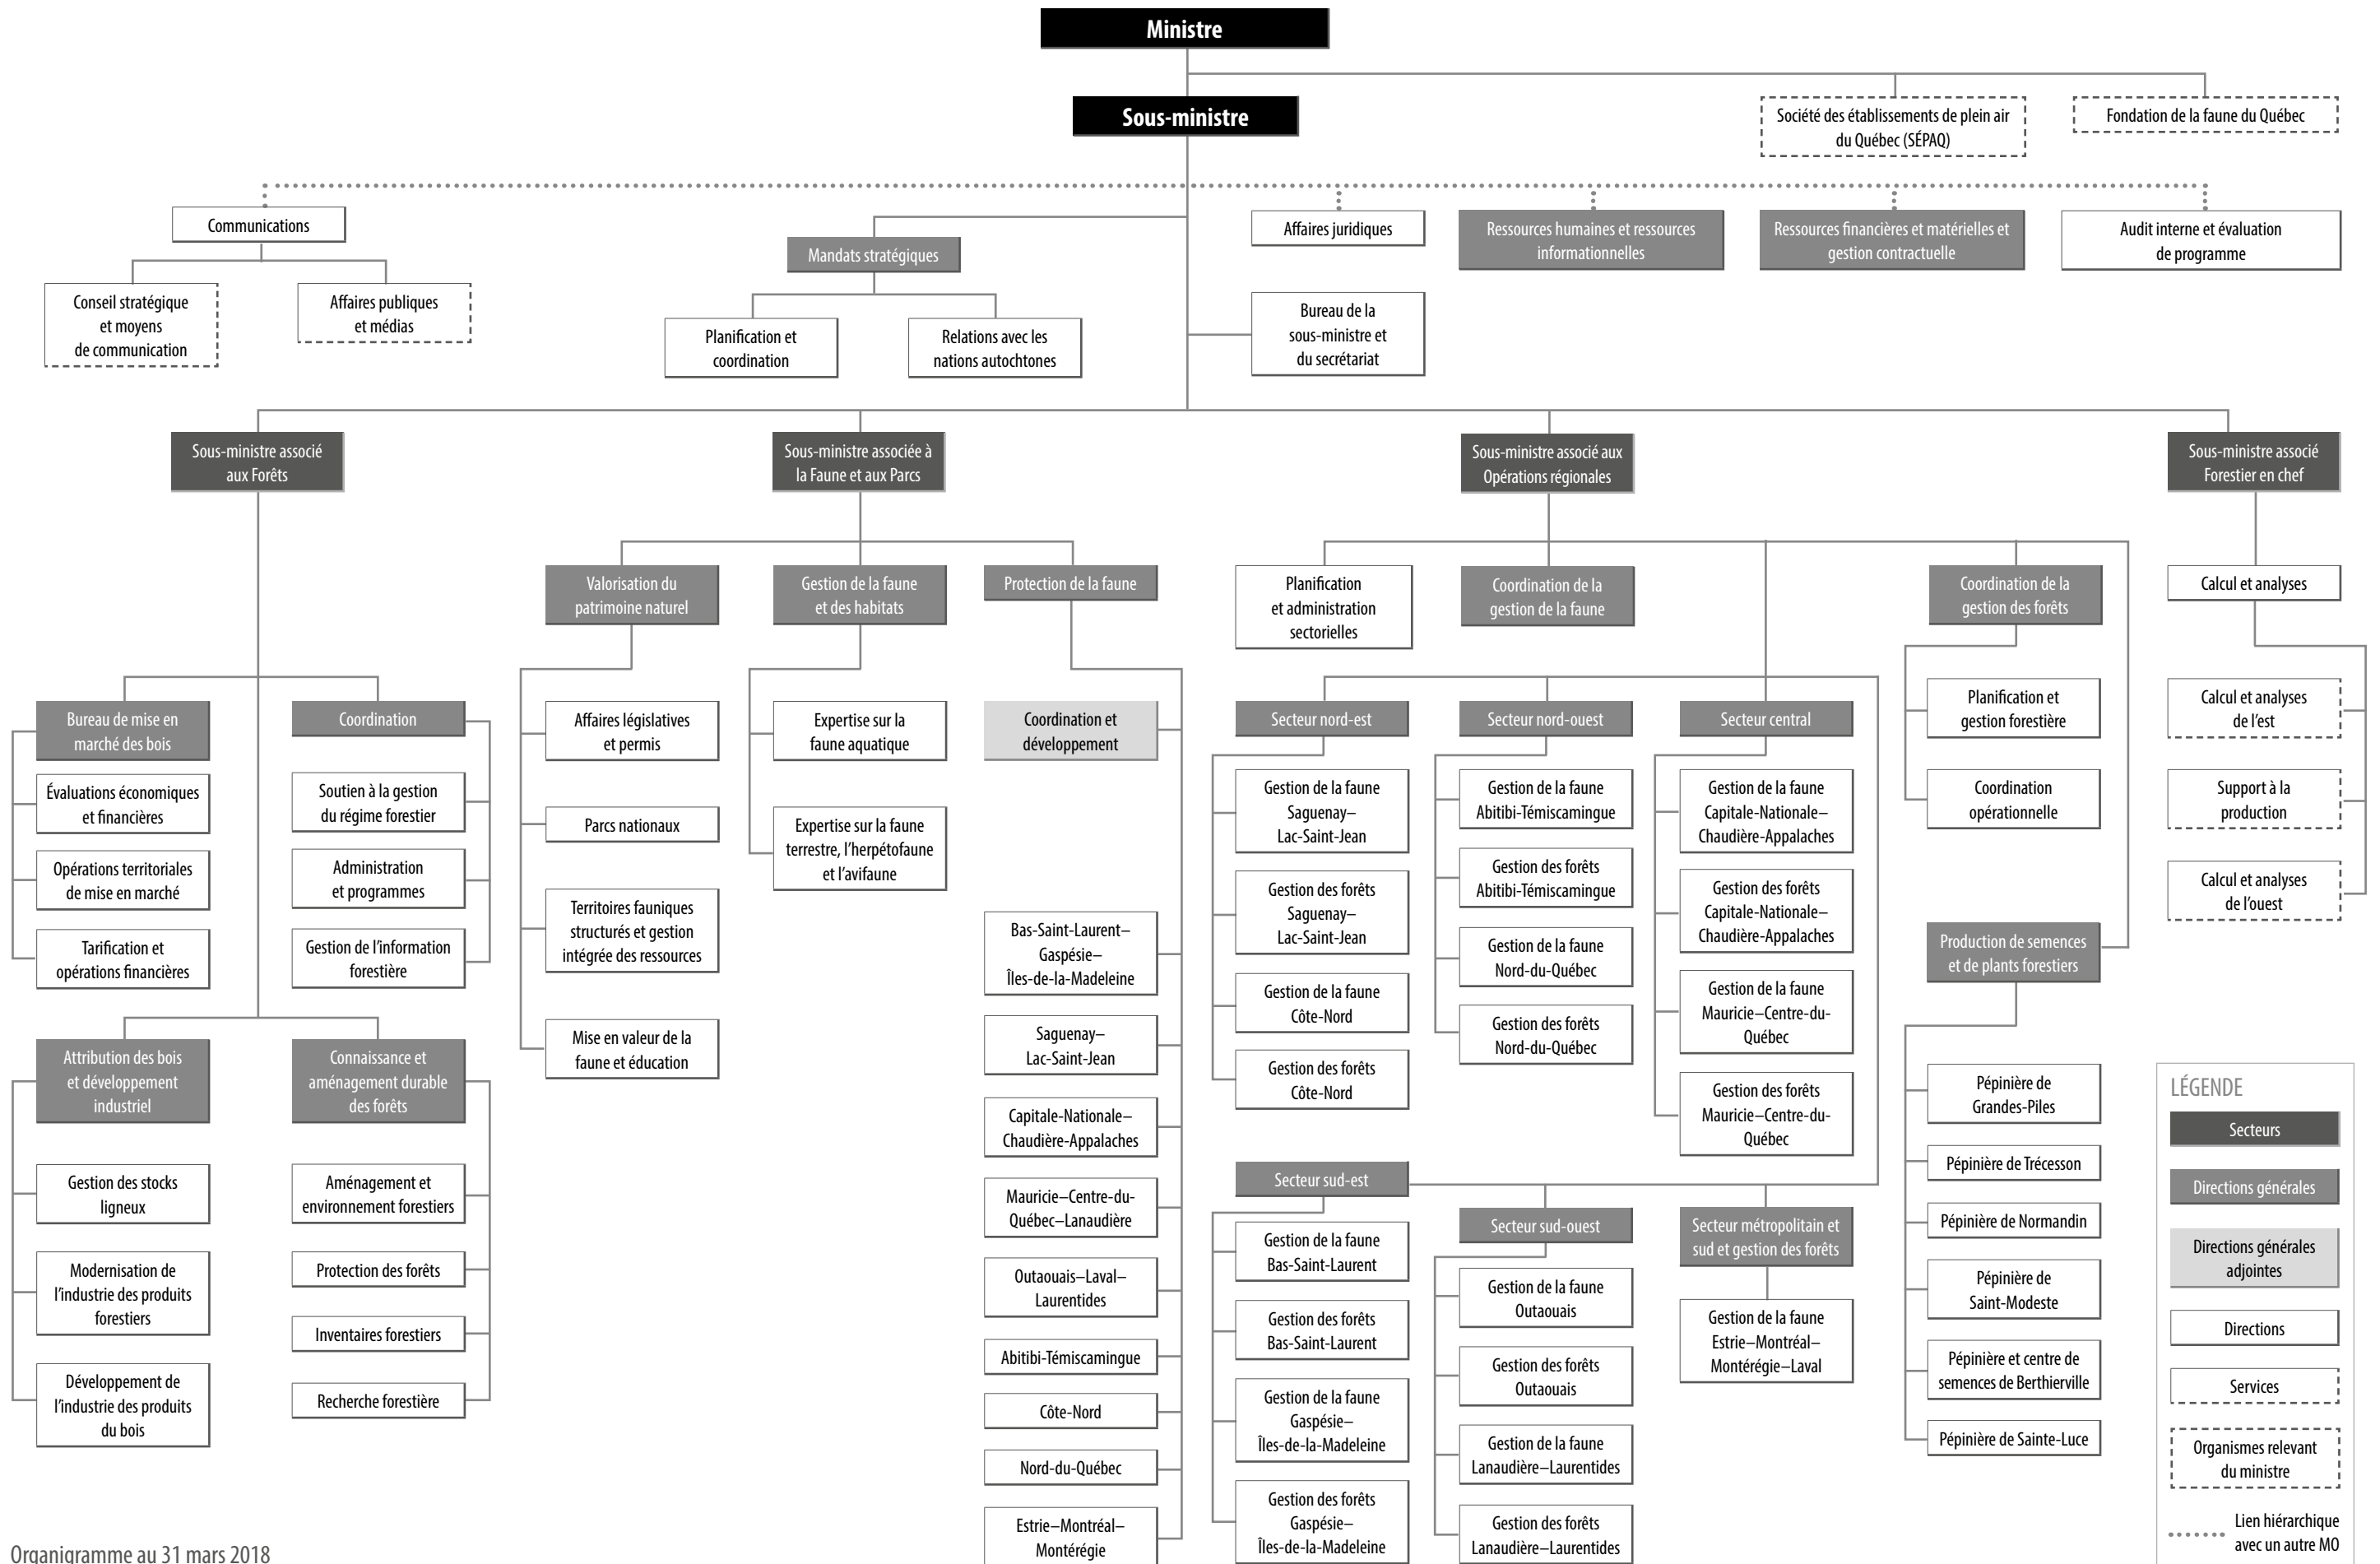 Ministre
Sous-ministre
Société des établissements de plein air
du Québec (SÉPAQ)
Fondation de la faune du Québec
Communications
Conseil stratégique
et moyens
de communication
Affaires publiques
et médias
Mandats stratégiques
Planification et
coordination
Relations avec les
nations autochtones
Affaires juridiques
Ressources humaines et ressources
informationnelles
Ressources financières et matérielles et
gestion contractuelle
Audit interne et évaluation
de programme
Bureau de la
sous-ministre et
du secrétariat
Sous-ministre associé
aux Forêts
Sous-ministre associée à
la Faune et aux Parcs
Sous-ministre associé aux
Opérations régionales
Sous-ministre associé
Forestier en chef
Bureau de mise en
marché des bois
Évaluations économiques
et financières
Opérations territoriales
de mise en marché
Tarification et
opérations financières
Coordination
Soutien à la gestion
du régime forestier
Administration
et programmes
Gestion de l'information
forestière
Attribution des bois
et développement
industriel
Gestion des stocks
ligneux
Modernisation de
l'industrie des produits
forestiers
Développement de
l'industrie des produits
du bois
Connaissance et
aménagement durable
des forêts
Aménagement et
environnement forestiers
Protection des forêts
Inventaires forestiers
Recherche forestière
Valorisation du
patrimoine naturel
Affaires législatives
et permis
Parcs nationaux
Territoires fauniques
structurés et gestion
intégrée des ressources
Mise en valeur de la
faune et éducation
Gestion de la faune
et des habitats
Expertise sur la
faune aquatique
Expertise sur la faune
terrestre, l'herpétofaune
et l'avifaune
Protection de la faune
Coordination et
développement
Bas-Saint-Laurent–
Gaspésie–
Îles-de-la-Madeleine
Saguenay–
Lac-Saint-Jean
Capitale-Nationale–
Chaudière-Appalaches
Mauricie–Centre-du-
Québec–Lanaudière
Outaouais–Laval–
Laurentides
Abitibi-Témiscamingue
Côte-Nord
Nord-du-Québec
Estrie–Montréal–
Montérégie
Planification
et administration
sectorielles
Coordination de la
gestion de la faune
Secteur nord-est
Gestion de la faune
Saguenay–
Lac-Saint-Jean
Gestion des forêts
Saguenay–
Lac-Saint-Jean
Gestion de la faune
Côte-Nord
Gestion des forêts
Côte-Nord
Secteur nord-ouest
Gestion de la faune
Abitibi-Témiscamingue
Gestion des forêts
Abitibi-Témiscamingue
Gestion de la faune
Nord-du-Québec
Gestion des forêts
Nord-du-Québec
Secteur central
Gestion de la faune
Capitale-Nationale–
Chaudière-Appalaches
Gestion des forêts
Capitale-Nationale–
Chaudière-Appalaches
Gestion de la faune
Mauricie–Centre-du-
Québec
Gestion des forêts
Mauricie–Centre-du-
Québec
Secteur sud-est
Gestion de la faune
Bas-Saint-Laurent
Gestion des forêts
Bas-Saint-Laurent
Gestion de la faune
Gaspésie–
Îles-de-la-Madeleine
Gestion des forêts
Gaspésie–
Îles-de-la-Madeleine
Secteur sud-ouest
Gestion de la faune
Outaouais
Gestion des forêts
Outaouais
Gestion de la faune
Lanaudière–Laurentides
Gestion des forêts
Lanaudière–Laurentides
Secteur métropolitain et
sud et gestion des forêts
Gestion de la faune
Estrie–Montréal–
Montérégie–Laval
Coordination de la
gestion des forêts
Planification et
gestion forestière
Coordination
opérationnelle
Production de semences
et de plants forestiers
Pépinière de
Grandes-Piles
Pépinière de Trécesson
Pépinière de Normandin
Pépinière de
Saint-Modeste
Pépinière et centre de
semences de Berthierville
Pépinière de Sainte-Luce
Calcul et analyses
Calcul et analyses
de l'est
Support à la
production
Calcul et analyses
de l'ouest
LÉGENDE
Secteurs
Directions générales
Directions générales
adjointes
Directions
Services
Organismes relevant
du ministre
Lien hiérarchique
avec un autre MO
Organigramme au 31 mars 2018